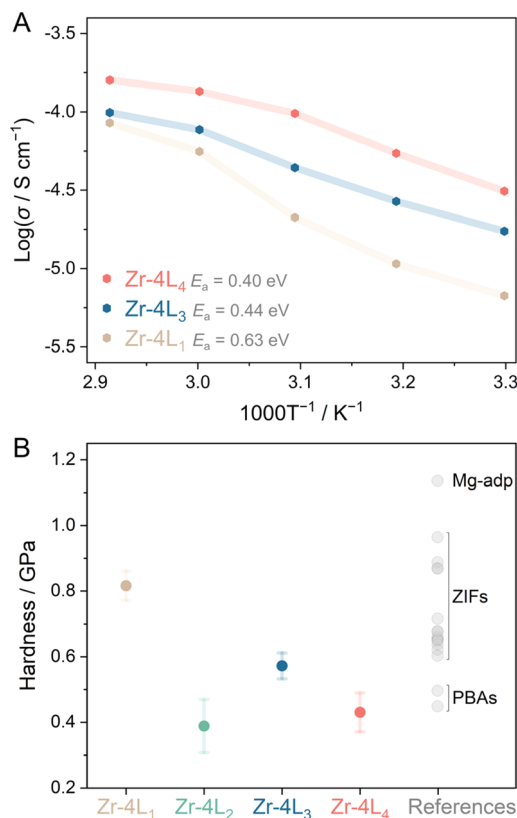 A
-3.5
-4.0
-4.5
-5.0
-5.5
Log(σ / S cm⁻¹)
Zr-4L₄ Eₐ = 0.40 eV
Zr-4L₃ Eₐ = 0.44 eV
Zr-4L₁ Eₐ = 0.63 eV
2.9 3.0 3.1 3.2 3.3
1000T⁻¹ / K⁻¹
B
1.2
1.0
0.8
0.6
0.4
0.2
Hardness / GPa
Mg-adp
ZIFs
PBAs
Zr-4L₁ Zr-4L₂ Zr-4L₃ Zr-4L₄ References